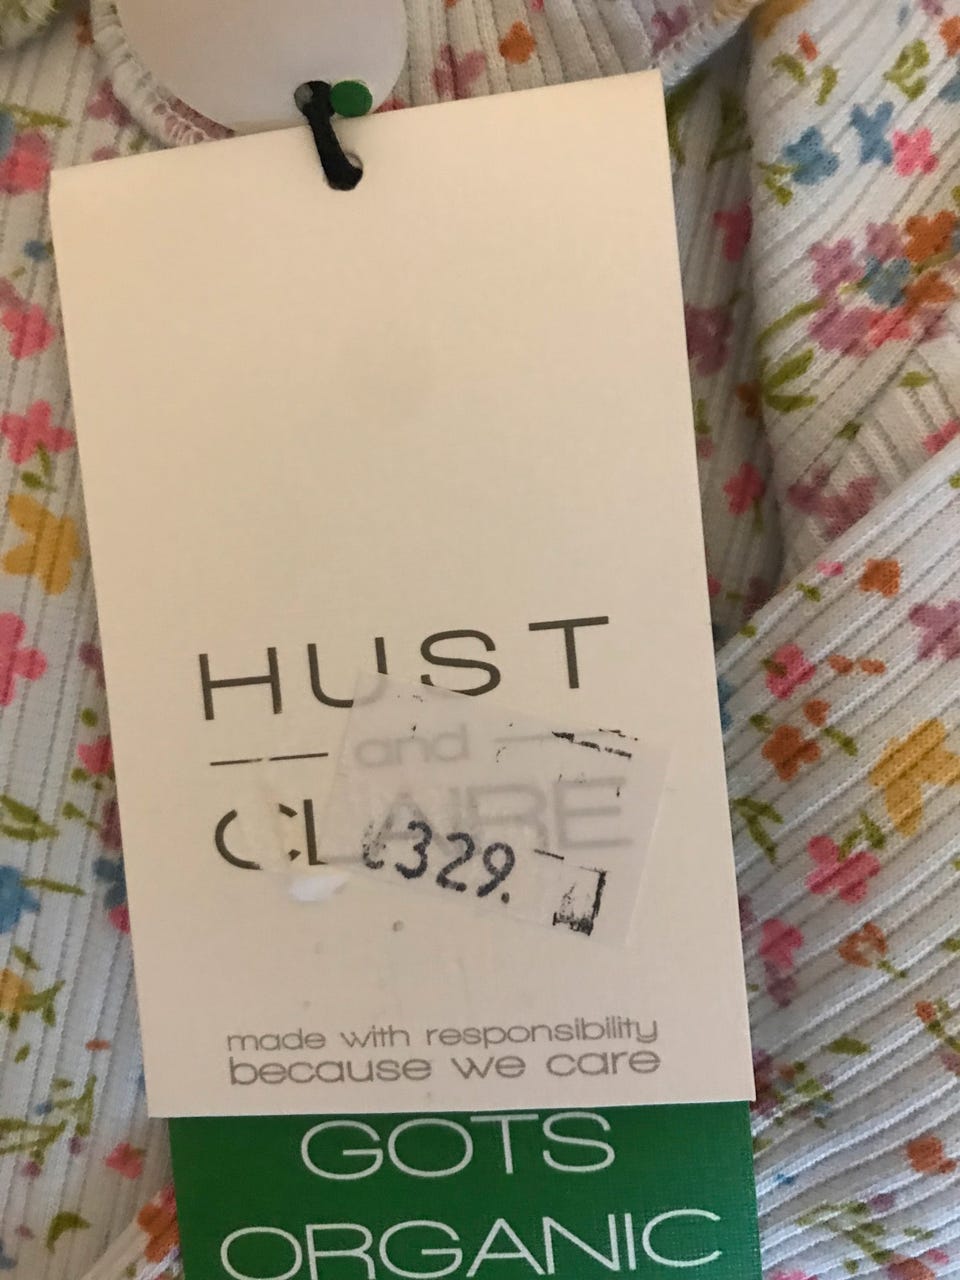 HUST
and
CLAIRE
329.
made with responsibility
because we care
GOTS
ORGANIC